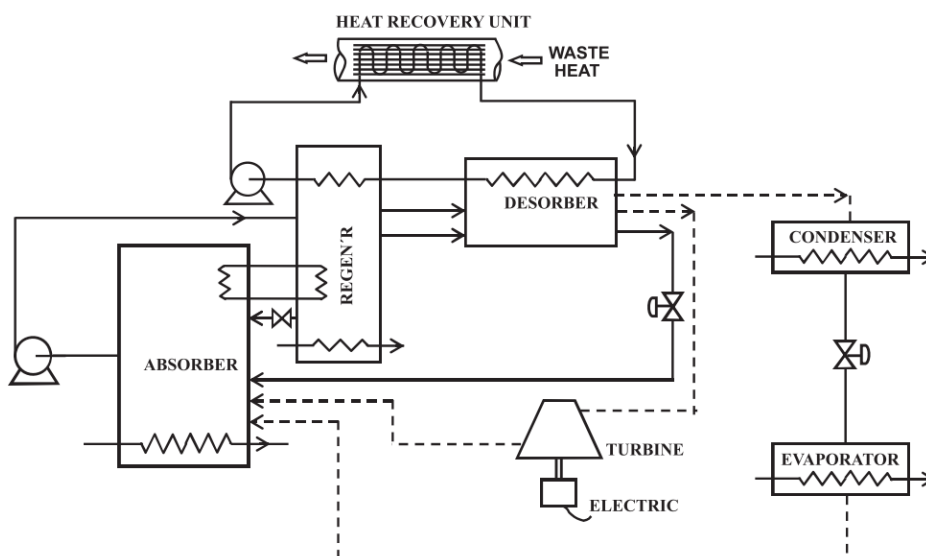 HEAT RECOVERY UNIT
WASTE
HEAT
DESORBER
REGEN´R
CONDENSER
ABSORBER
TURBINE
EVAPORATOR
ELECTRIC